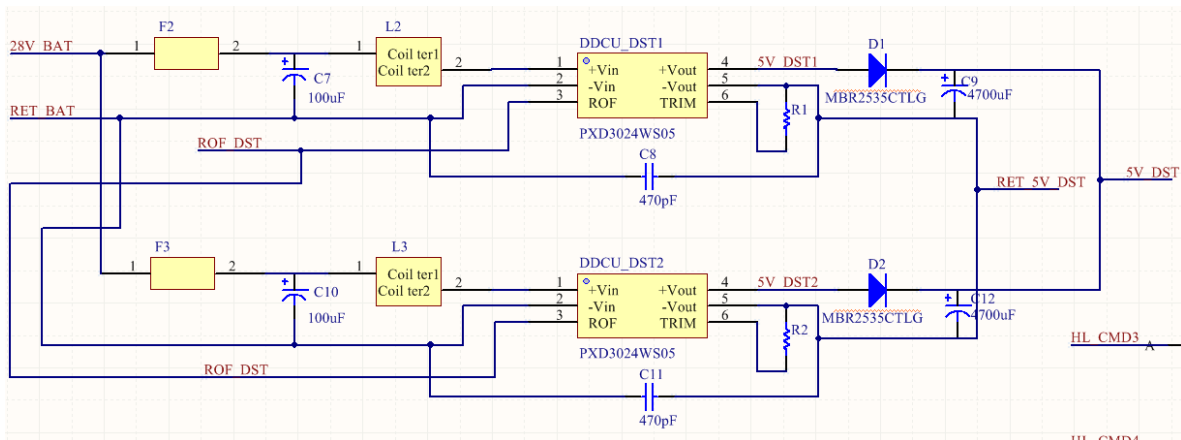 F2
28V_BAT
1
2
C7
100uF
L2
1
Coil ter1
Coil ter2
2
RET_BAT
ROF_DST
DDCU_DST1
1
+Vin
2
-Vin
3
ROF
+Vout
4
-Vout
5
TRIM
6
PXD3024WS05
5V_DST1
R1
C8
470pF
D1
MBR2535CTLG
C9
4700uF
RET_5V_DST
5V_DST
F3
1
2
C10
100uF
L3
1
Coil ter1
Coil ter2
2
ROF_DST
DDCU_DST2
1
+Vin
2
-Vin
3
ROF
+Vout
4
-Vout
5
TRIM
6
PXD3024WS05
5V_DST2
R2
C11
470pF
D2
MBR2535CTLG
C12
4700uF
HL_CMD3
A